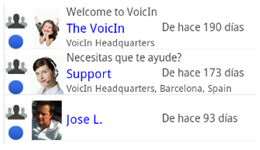 Welcome to VoicIn
The VoicIn De hace 190 días
VoicIn Headquarters
Necesitas que te ayude?
Support De hace 173 días
VoicIn Headquarters, Barcelona, Spain
Jose L. De hace 93 días